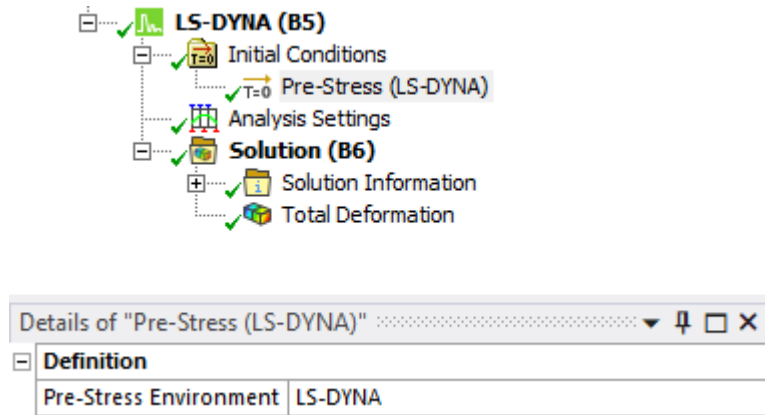 LS-DYNA (B5)
Initial Conditions
T=0
T=0 Pre-Stress (LS-DYNA)
Analysis Settings
Solution (B6)
Solution Information
Total Deformation
Details of "Pre-Stress (LS-DYNA)"
Definition
Pre-Stress Environment LS-DYNA